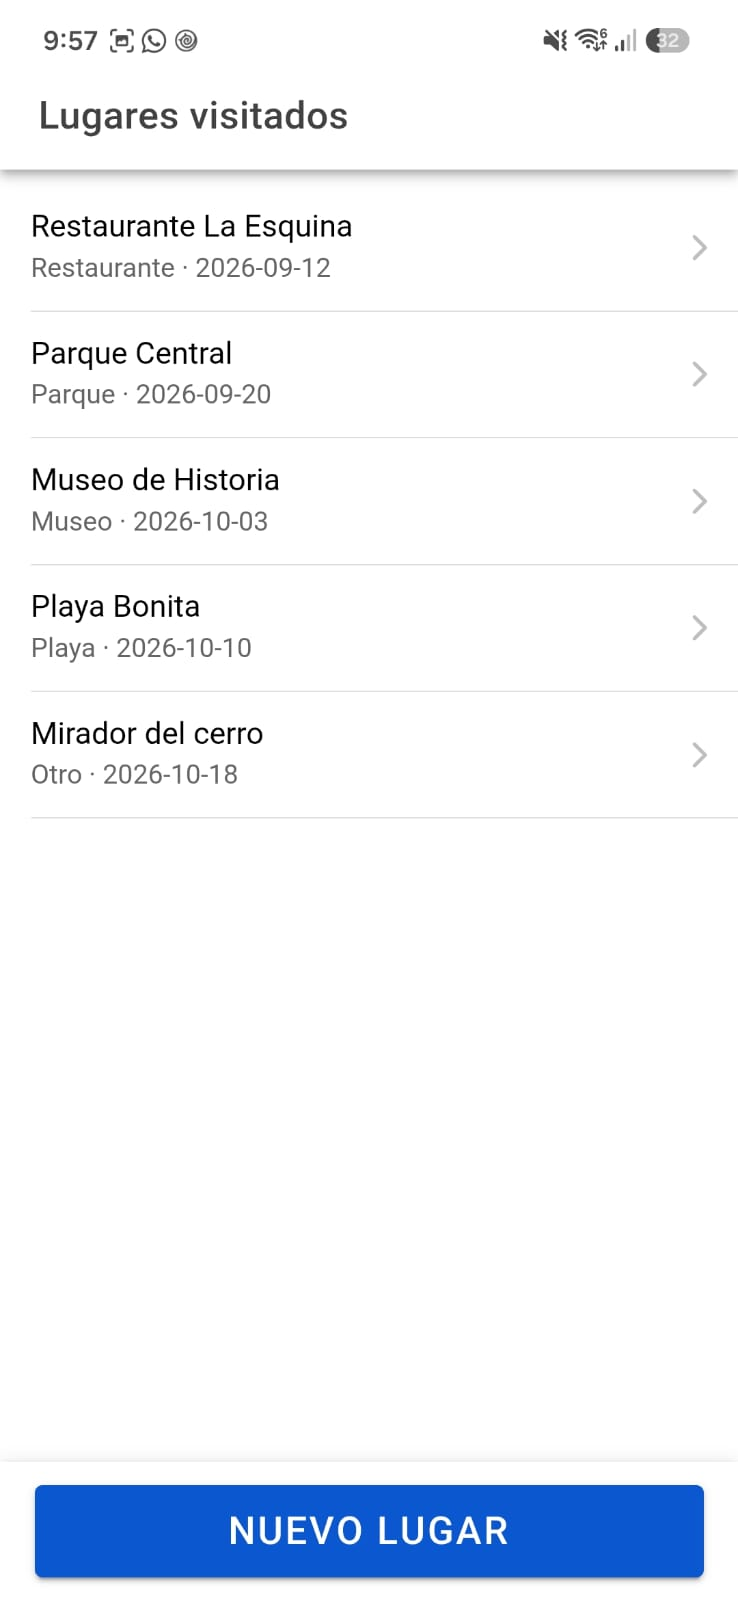 9:57
6
32
Lugares visitados
Restaurante La Esquina
Restaurante · 2026-09-12
Parque Central
Parque · 2026-09-20
Museo de Historia
Museo · 2026-10-03
Playa Bonita
Playa · 2026-10-10
Mirador del cerro
Otro · 2026-10-18
NUEVO LUGAR